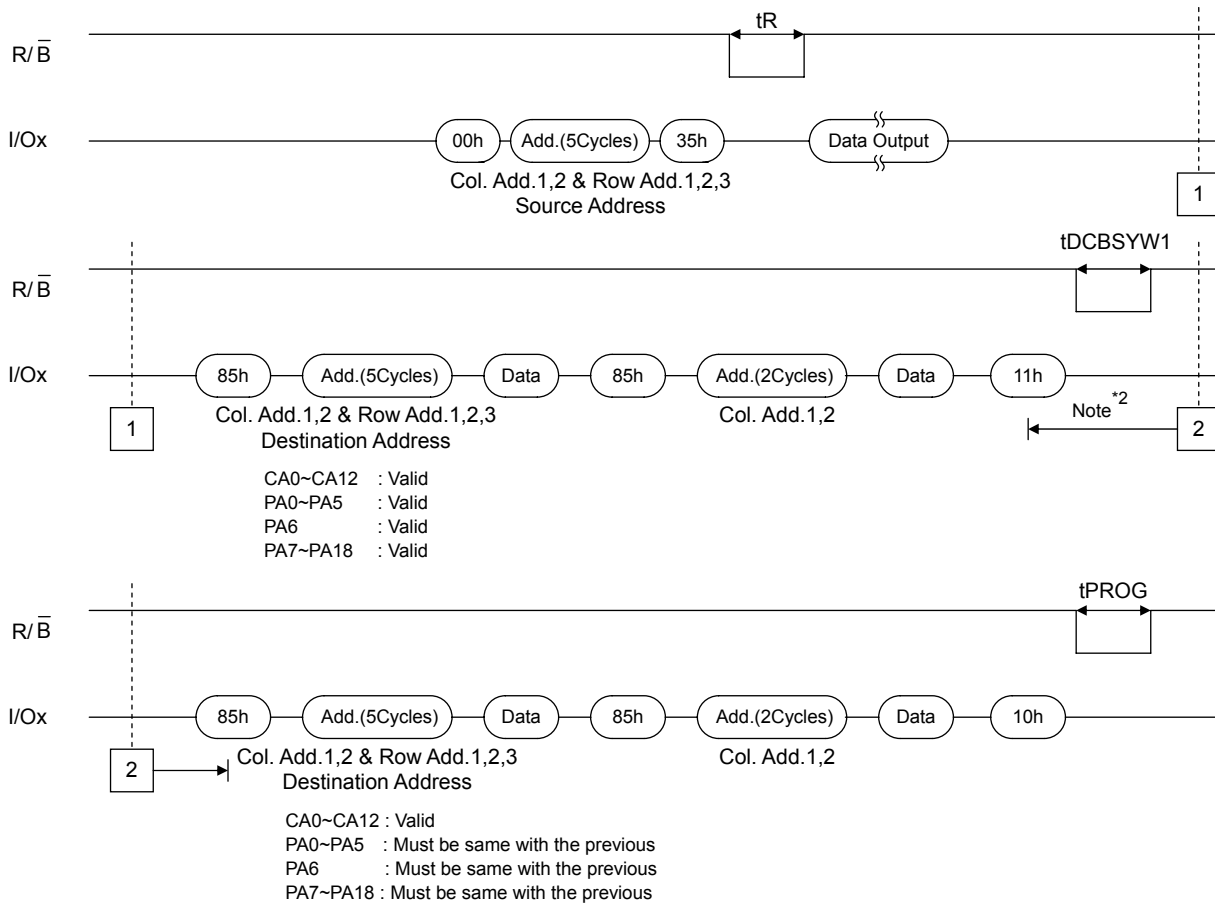 tR
R/B̅
I/Ox
00h Add.(5Cycles) 35h Data Output
Col. Add.1,2 & Row Add.1,2,3
Source Address
1
tDCBSYW1
R/B̅
I/Ox
85h Add.(5Cycles) Data 85h Add.(2Cycles) Data 11h
Col. Add.1,2 & Row Add.1,2,3 Col. Add.1,2
Destination Address
Note*2
1
2
CA0~CA12 : Valid
PA0~PA5 : Valid
PA6 : Valid
PA7~PA18 : Valid
tPROG
R/B̅
I/Ox
85h Add.(5Cycles) Data 85h Add.(2Cycles) Data 10h
Col. Add.1,2 & Row Add.1,2,3 Col. Add.1,2
Destination Address
2
CA0~CA12 : Valid
PA0~PA5 : Must be same with the previous
PA6 : Must be same with the previous
PA7~PA18 : Must be same with the previous